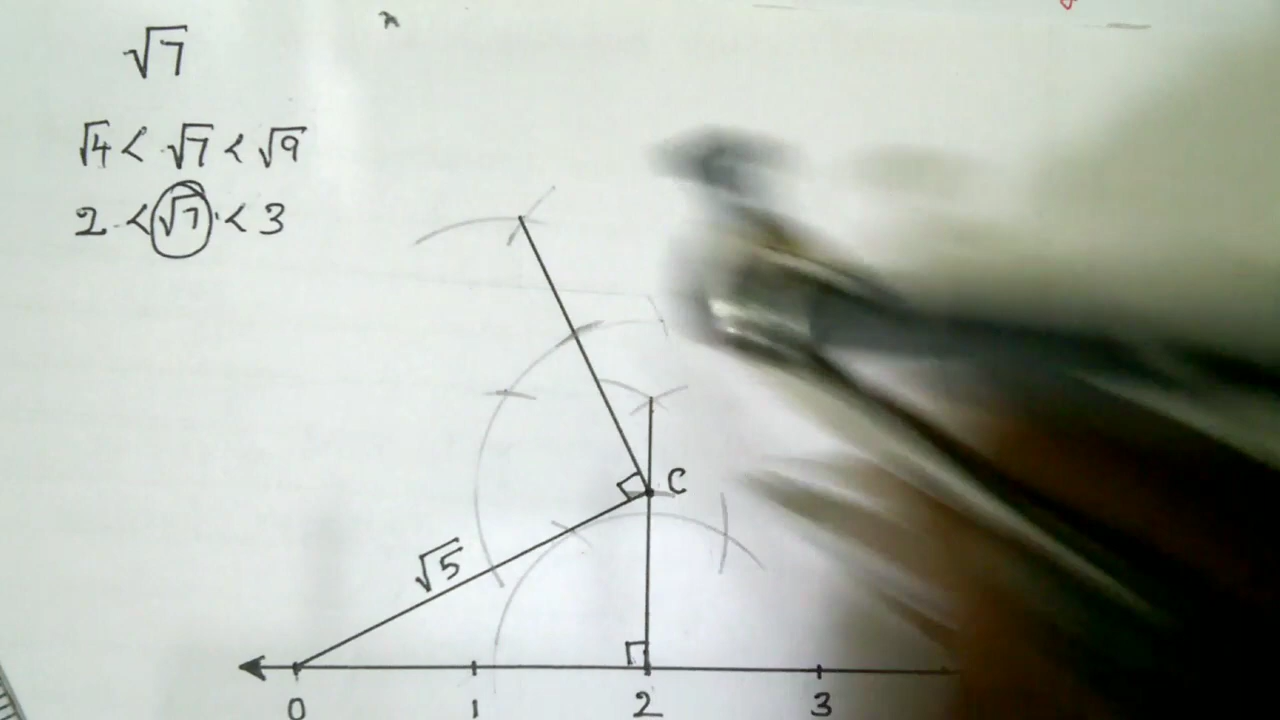 √7
√4 < √7 < √9
2 < √7 < 3
C
√5
0 1 2 3